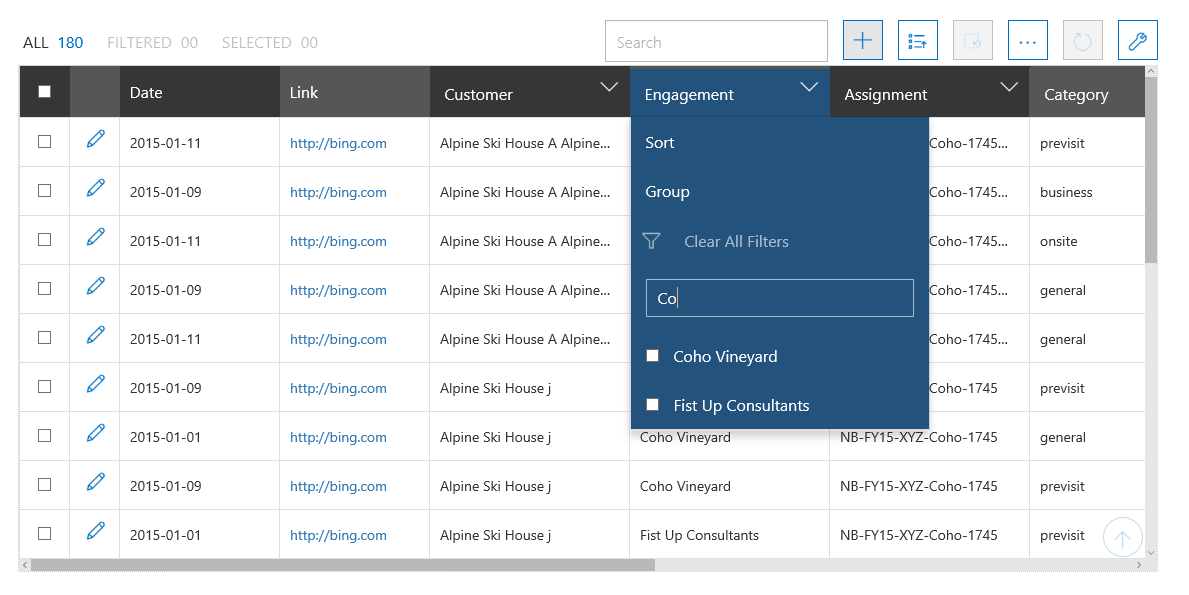 ALL 180 FILTERED 00 SELECTED 00 Search
Date Link Customer Engagement Assignment Category
2015-01-11 http://bing.com Alpine Ski House A Alpine... Sort Coho-1745... previsit
2015-01-09 http://bing.com Alpine Ski House A Alpine... Group Coho-1745... business
2015-01-11 http://bing.com Alpine Ski House A Alpine... Clear All Filters Coho-1745... onsite
2015-01-09 http://bing.com Alpine Ski House A Alpine... Co Coho-1745... general
2015-01-11 http://bing.com Alpine Ski House A Alpine... Coho Vineyard Coho-1745... general
2015-01-09 http://bing.com Alpine Ski House j Fist Up Consultants Coho-1745 previsit
2015-01-01 http://bing.com Alpine Ski House j Coho Vineyard NB-FY15-XYZ-Coho-1745 general
2015-01-09 http://bing.com Alpine Ski House j Coho Vineyard NB-FY15-XYZ-Coho-1745 previsit
2015-01-01 http://bing.com Alpine Ski House j Fist Up Consultants NB-FY15-XYZ-Coho-1745 previsit